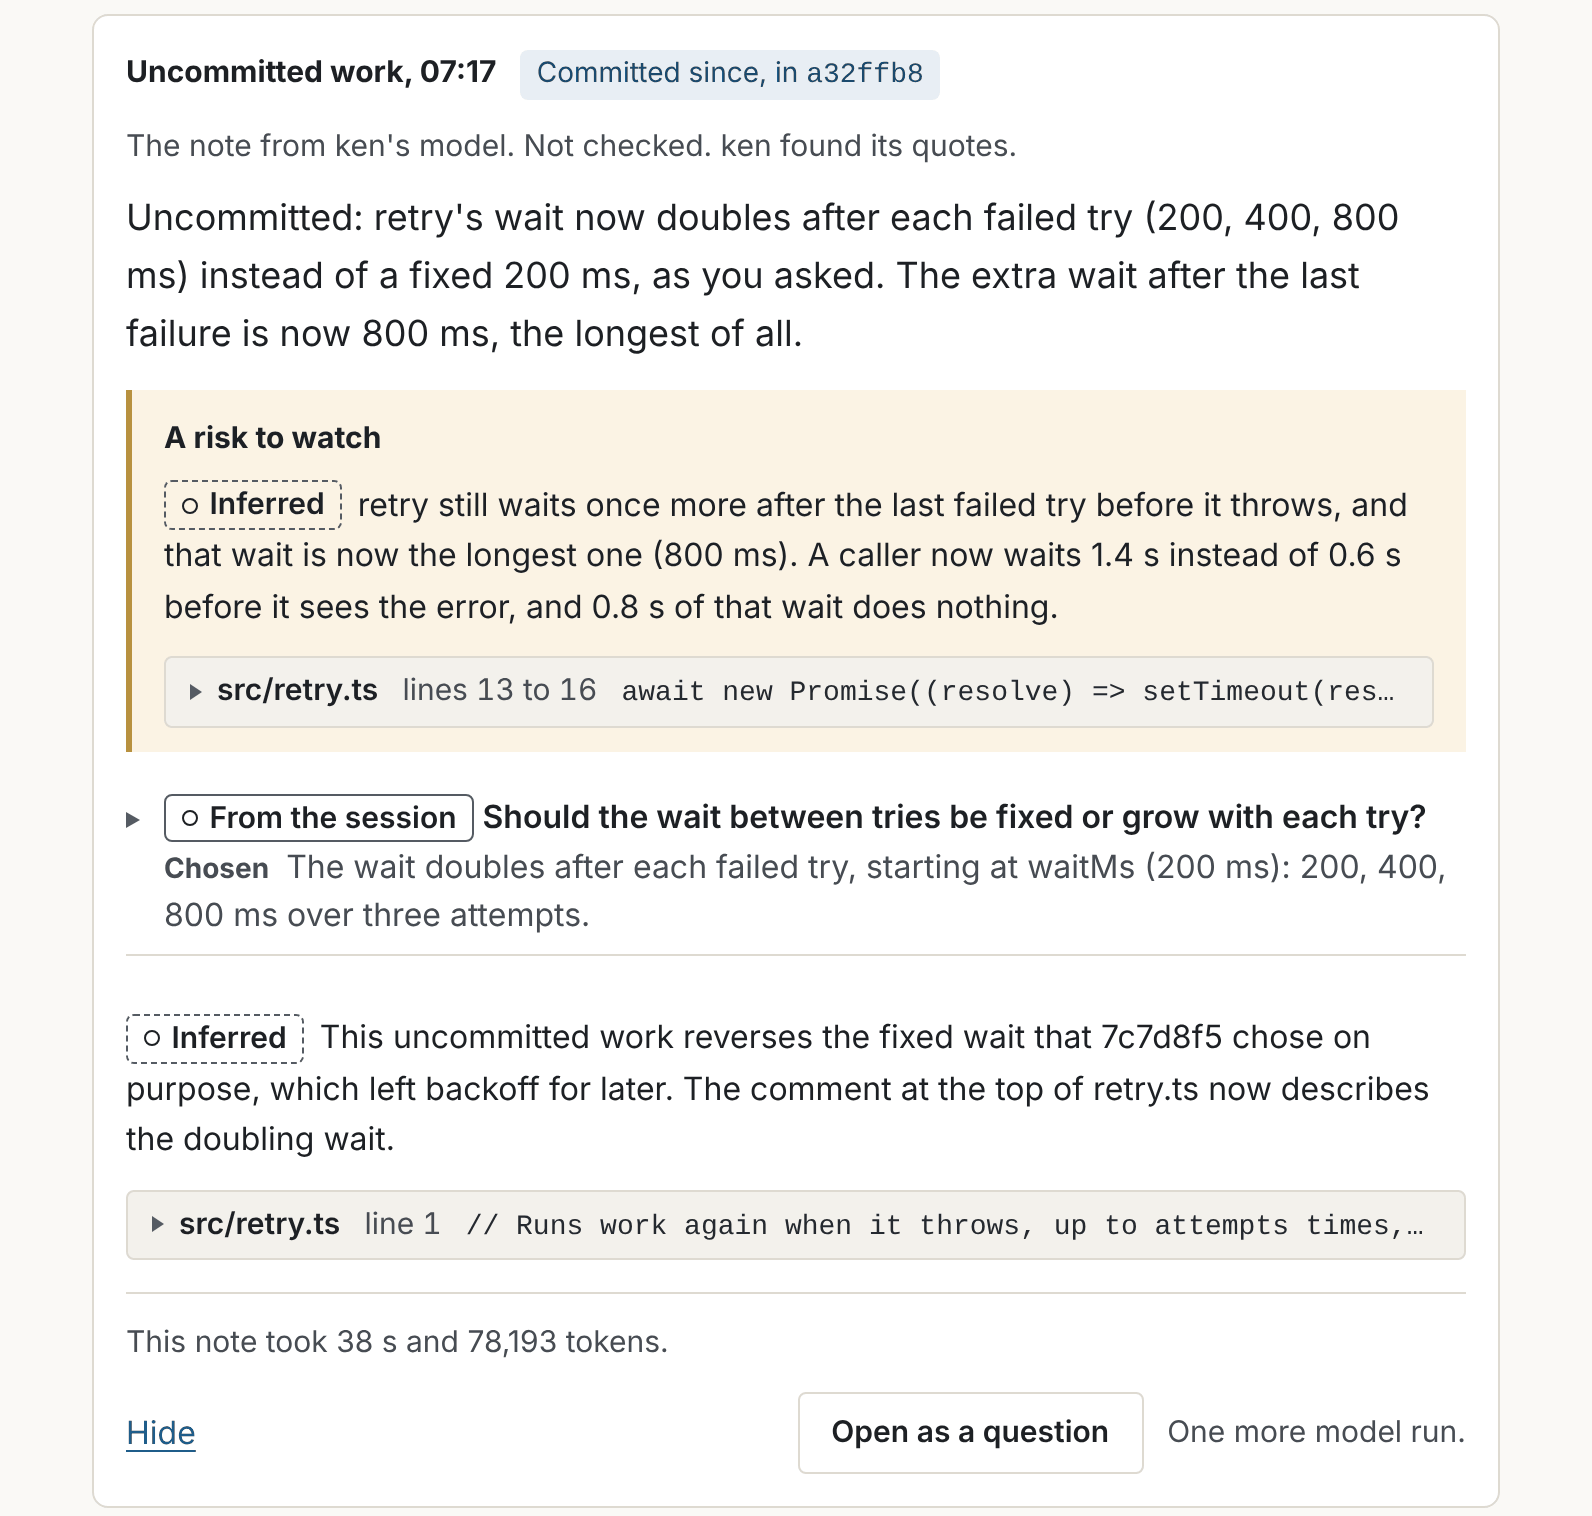 Uncommitted work, 07:17 Committed since, in a32ffb8
The note from ken's model. Not checked. ken found its quotes.
Uncommitted: retry's wait now doubles after each failed try (200, 400, 800
ms) instead of a fixed 200 ms, as you asked. The extra wait after the last
failure is now 800 ms, the longest of all.
A risk to watch
Inferred retry still waits once more after the last failed try before it throws, and
that wait is now the longest one (800 ms). A caller now waits 1.4 s instead of 0.6 s
before it sees the error, and 0.8 s of that wait does nothing.
src/retry.ts lines 13 to 16 await new Promise((resolve) => setTimeout(res…
From the session Should the wait between tries be fixed or grow with each try?
Chosen The wait doubles after each failed try, starting at waitMs (200 ms): 200, 400,
800 ms over three attempts.
Inferred This uncommitted work reverses the fixed wait that 7c7d8f5 chose on
purpose, which left backoff for later. The comment at the top of retry.ts now describes
the doubling wait.
src/retry.ts line 1 // Runs work again when it throws, up to attempts times,…
This note took 38 s and 78,193 tokens.
Hide Open as a question One more model run.